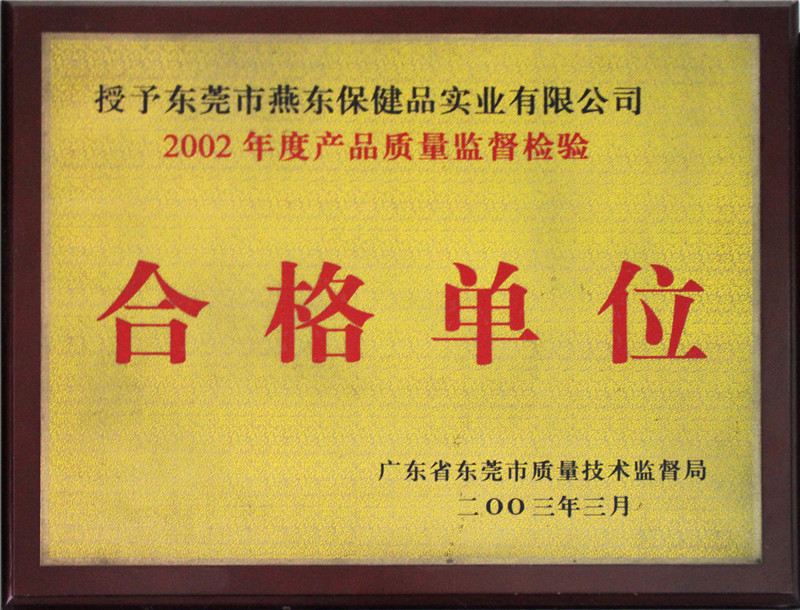 授予东莞市燕东保健品实业有限公司
2002年度产品质量监督检验
合格单位
广东省东莞市质量技术监督局
二OO三年三月